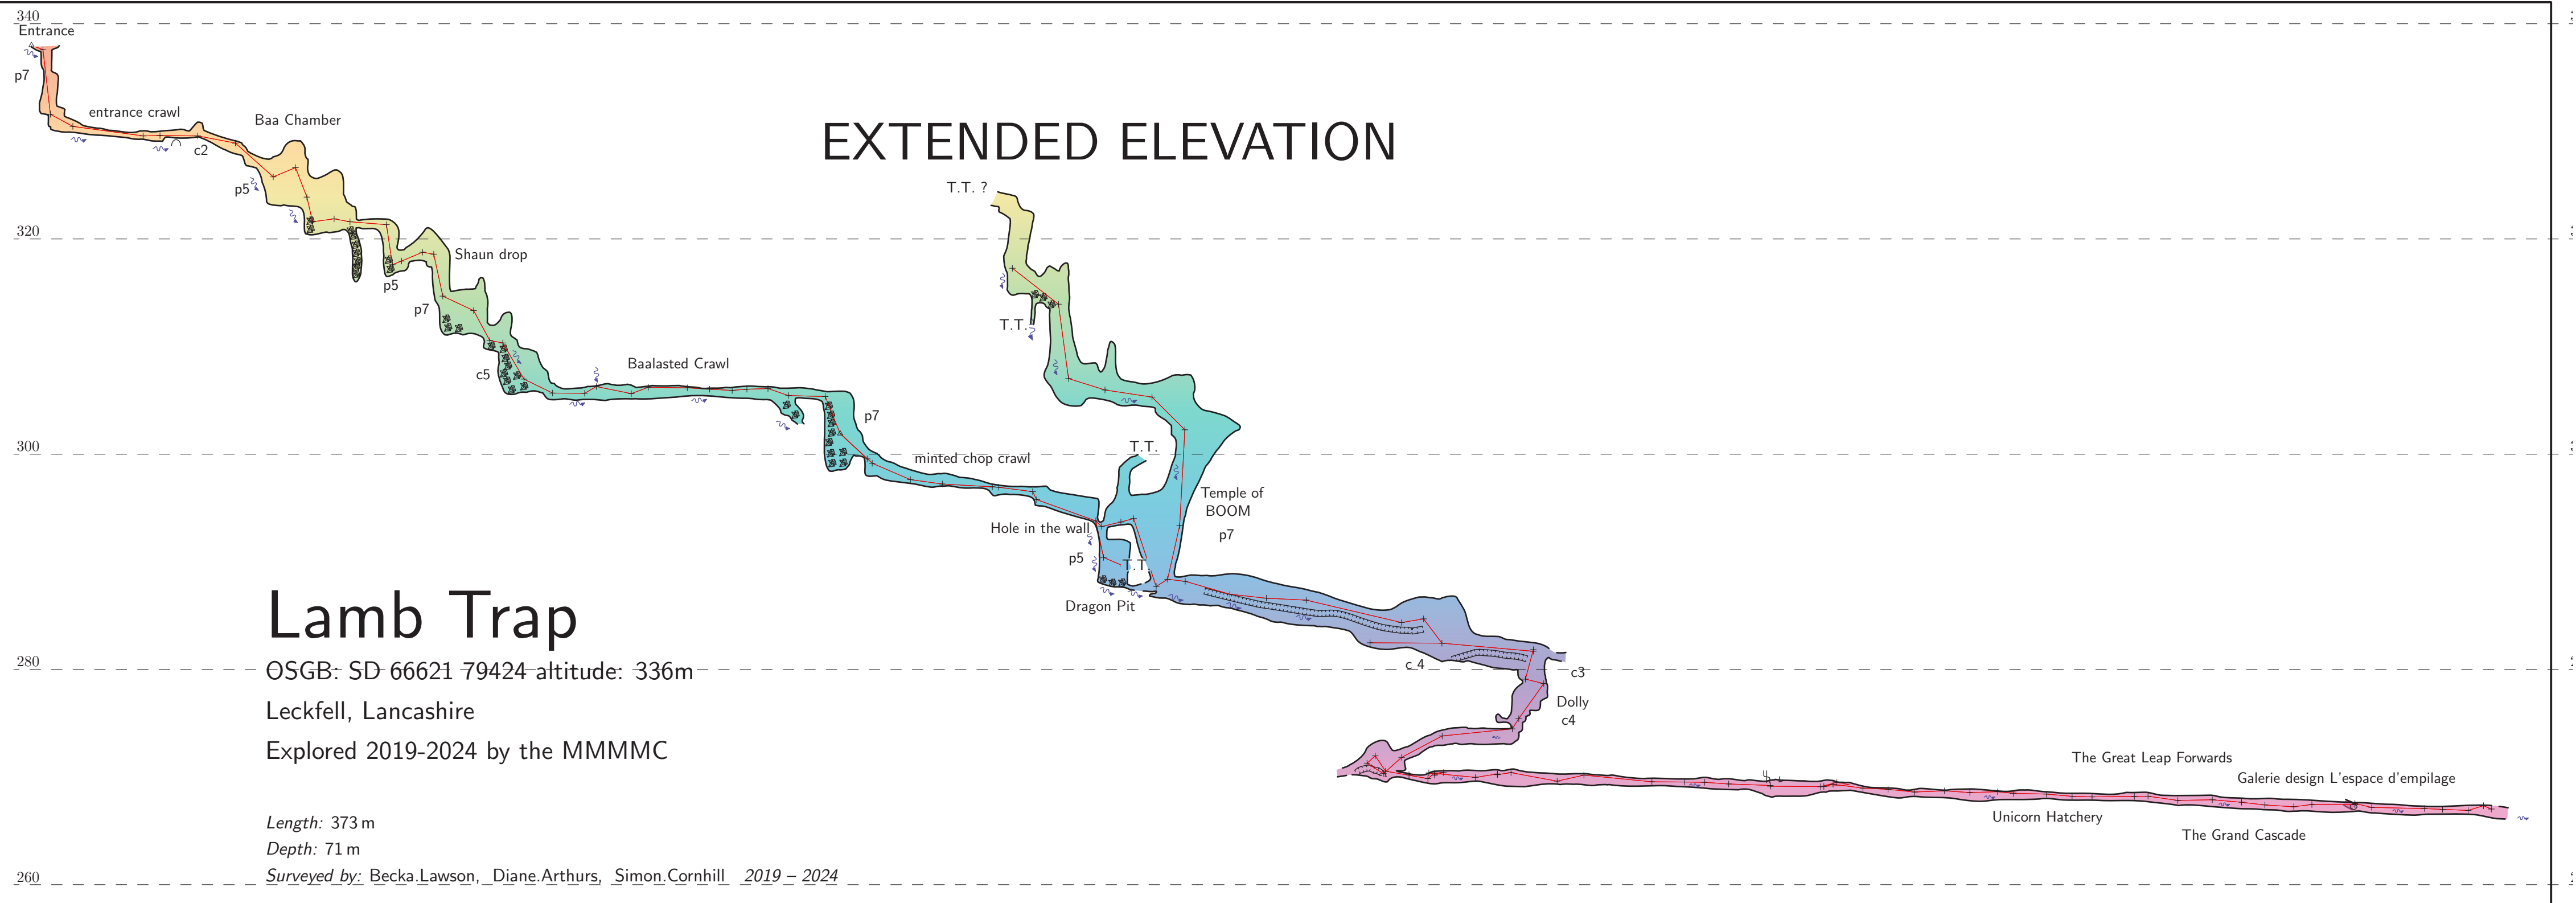 340
Entrance
p7
entrance crawl
Baa Chamber
c2
EXTENDED ELEVATION
p5
T.T. ?
320
Shaun drop
p5
p7
T.T.
Baalasted Crawl
c5
p7
300
T.T.
minted chop crawl
Temple of
BOOM
Hole in the wall
p7
p5
T.T.
Dragon Pit
Lamb Trap
280
OSGB: SD 66621 79424 altitude: 336m
c 4
c3
Leckfell, Lancashire
Dolly
c4
Explored 2019-2024 by the MMMMC
The Great Leap Forwards
Galerie design L'espace d'empilage
Unicorn Hatchery
Length: 373 m
The Grand Cascade
Depth: 71 m
Surveyed by: Becka.Lawson, Diane.Arthurs, Simon.Cornhill 2019 – 2024
260